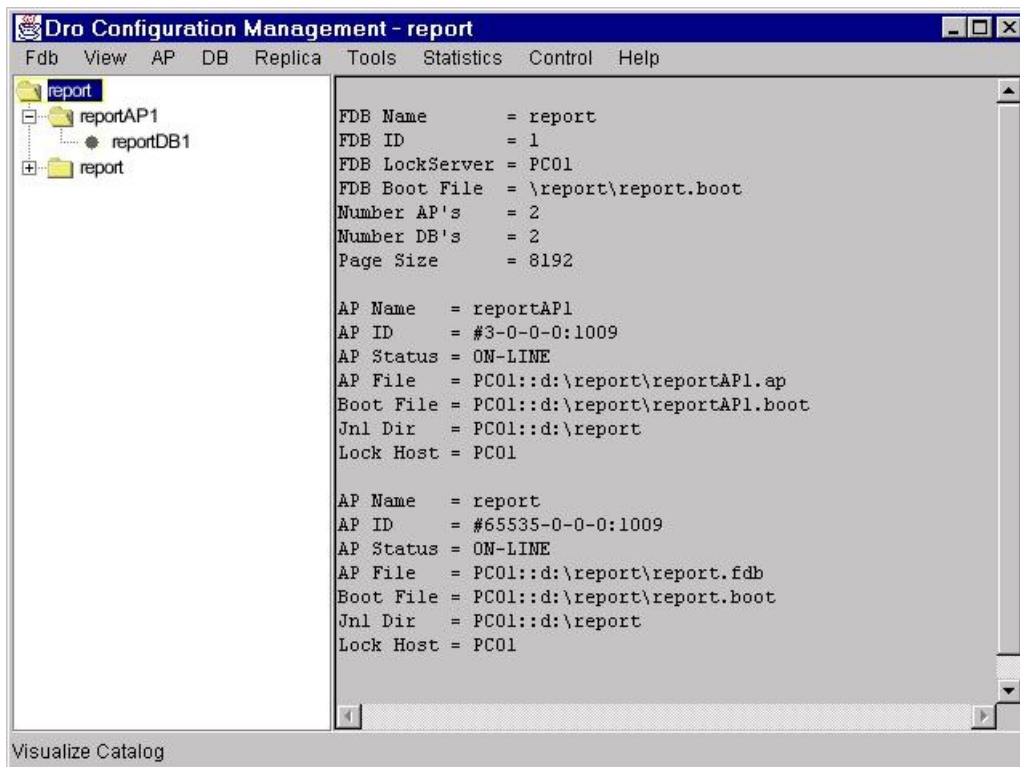 Dro Configuration Management - report
Fdb View AP DB Replica Tools Statistics Control Help
report
reportAP1
reportDB1
report
FDB Name = report
FDB ID = 1
FDB LockServer = PC01
FDB Boot File = \report\report.boot
Number AP's = 2
Number DB's = 2
Page Size = 8192
AP Name = reportAP1
AP ID = #3-0-0-0:1009
AP Status = ON-LINE
AP File = PC01::d:\report\reportAP1.ap
Boot File = PC01::d:\report\reportAP1.boot
Jnl Dir = PC01::d:\report
Lock Host = PC01
AP Name = report
AP ID = #65535-0-0-0:1009
AP Status = ON-LINE
AP File = PC01::d:\report\report.fdb
Boot File = PC01::d:\report\report.boot
Jnl Dir = PC01::d:\report
Lock Host = PC01
Visualize Catalog